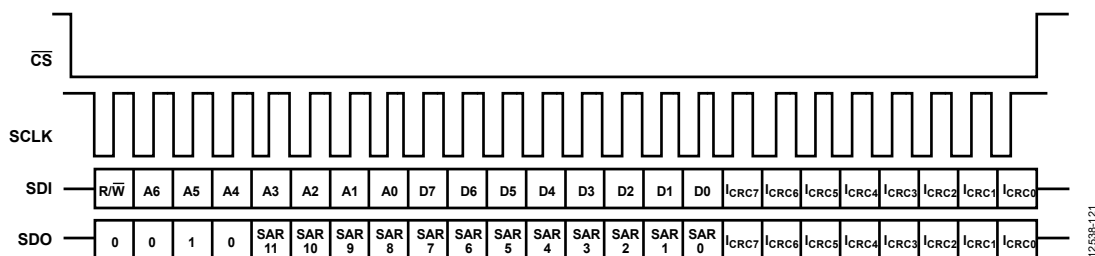 CS
SCLK
SDI R/W A6 A5 A4 A3 A2 A1 A0 D7 D6 D5 D4 D3 D2 D1 D0 ICRC7 ICRC6 ICRC5 ICRC4 ICRC3 ICRC2 ICRC1 ICRC0
SDO 0 0 1 0 SAR 11 SAR 10 SAR 9 SAR 8 SAR 7 SAR 6 SAR 5 SAR 4 SAR 3 SAR 2 SAR 1 SAR 0 ICRC7 ICRC6 ICRC5 ICRC4 ICRC3 ICRC2 ICRC1 ICRC0
12538-121